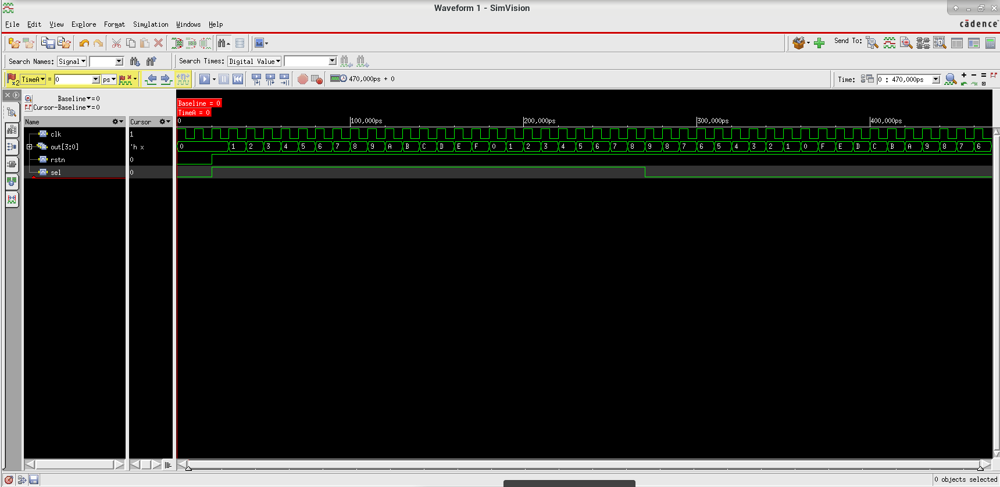 Waveform 1 - SimVision
File Edit View Explore Format Simulation Windows Help
cādence
Send To:
Search Names: Signal
Search Times: Digital Value
x2 TimeA = 0 ps
470,000ps + 0
Time: 0 : 470,000ps
Baseline=0
Cursor-Baseline=0
Baseline = 0
TimeA = 0
Name Cursor
0 100,000ps 200,000ps 300,000ps 400,000ps
clk 1
out[3:0] 'h x 0 1 2 3 4 5 6 7 8 9 A B C D E F 0 1 2 3 4 5 6 7 8 9 8 7 6 5 4 3 2 1 0 F E D C B A 9 8 7 6
rstn 0
sel 0
0 objects selected